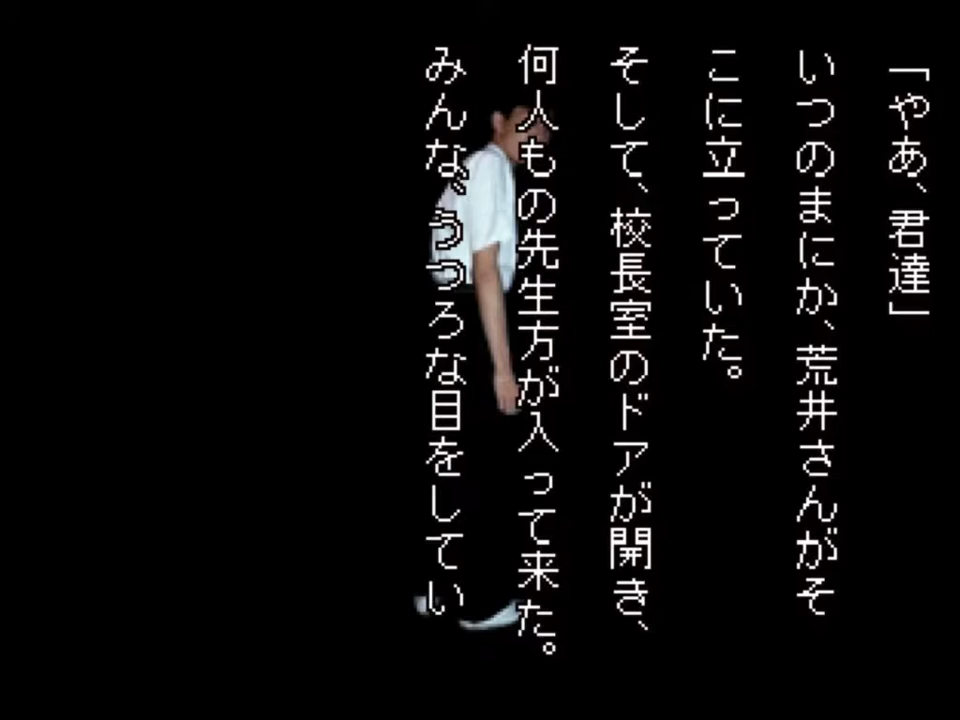 「やあ、君達」
いつのまにか、荒井さんがそ
こに立っていた。
そして、校長室のドアが開き、
何人もの先生方が入って来た。
みんな、うつろな目をしてい